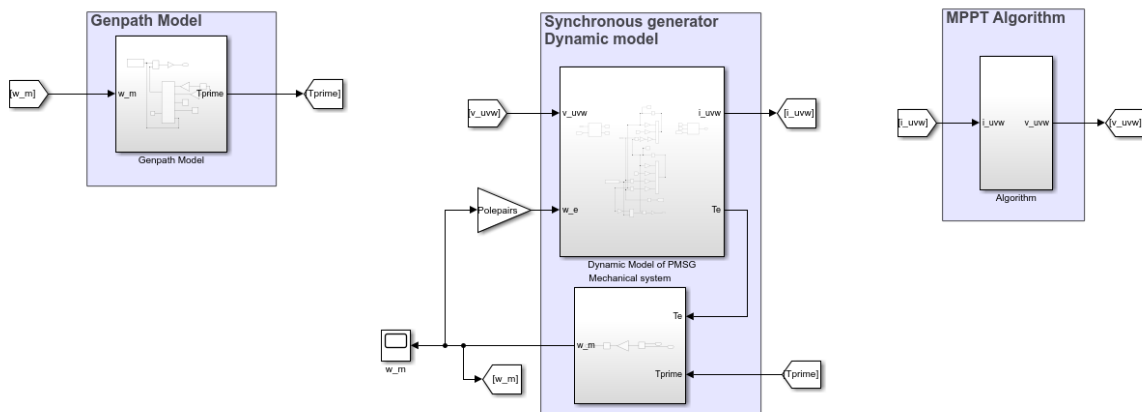 Genpath Model
[w_m]
w_m
Tprime
[Tprime]
Genpath Model
Synchronous generator
Dynamic model
[v_uvw]
v_uvw
i_uvw
[i_uvw]
Polepairs
w_e
Te
Dynamic Model of PMSG
Mechanical system
Te
w_m
Tprime
[Tprime]
w_m
[w_m]
MPPT Algorithm
[i_uvw]
i_uvw
v_uvw
[v_uvw]
Algorithm